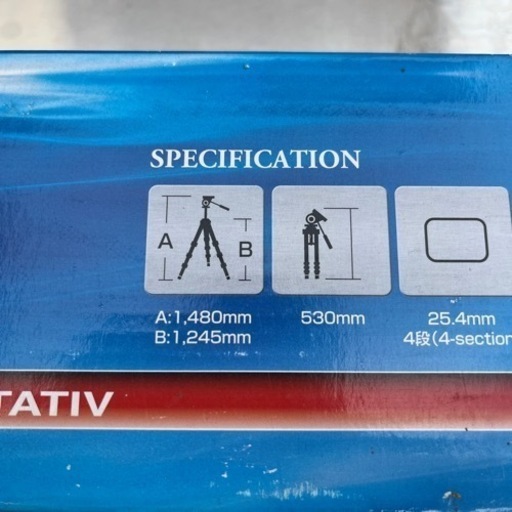 SPECIFICATION
A
B
A:1,480mm
B:1,245mm
530mm
25.4mm
4段(4-section
TATIV